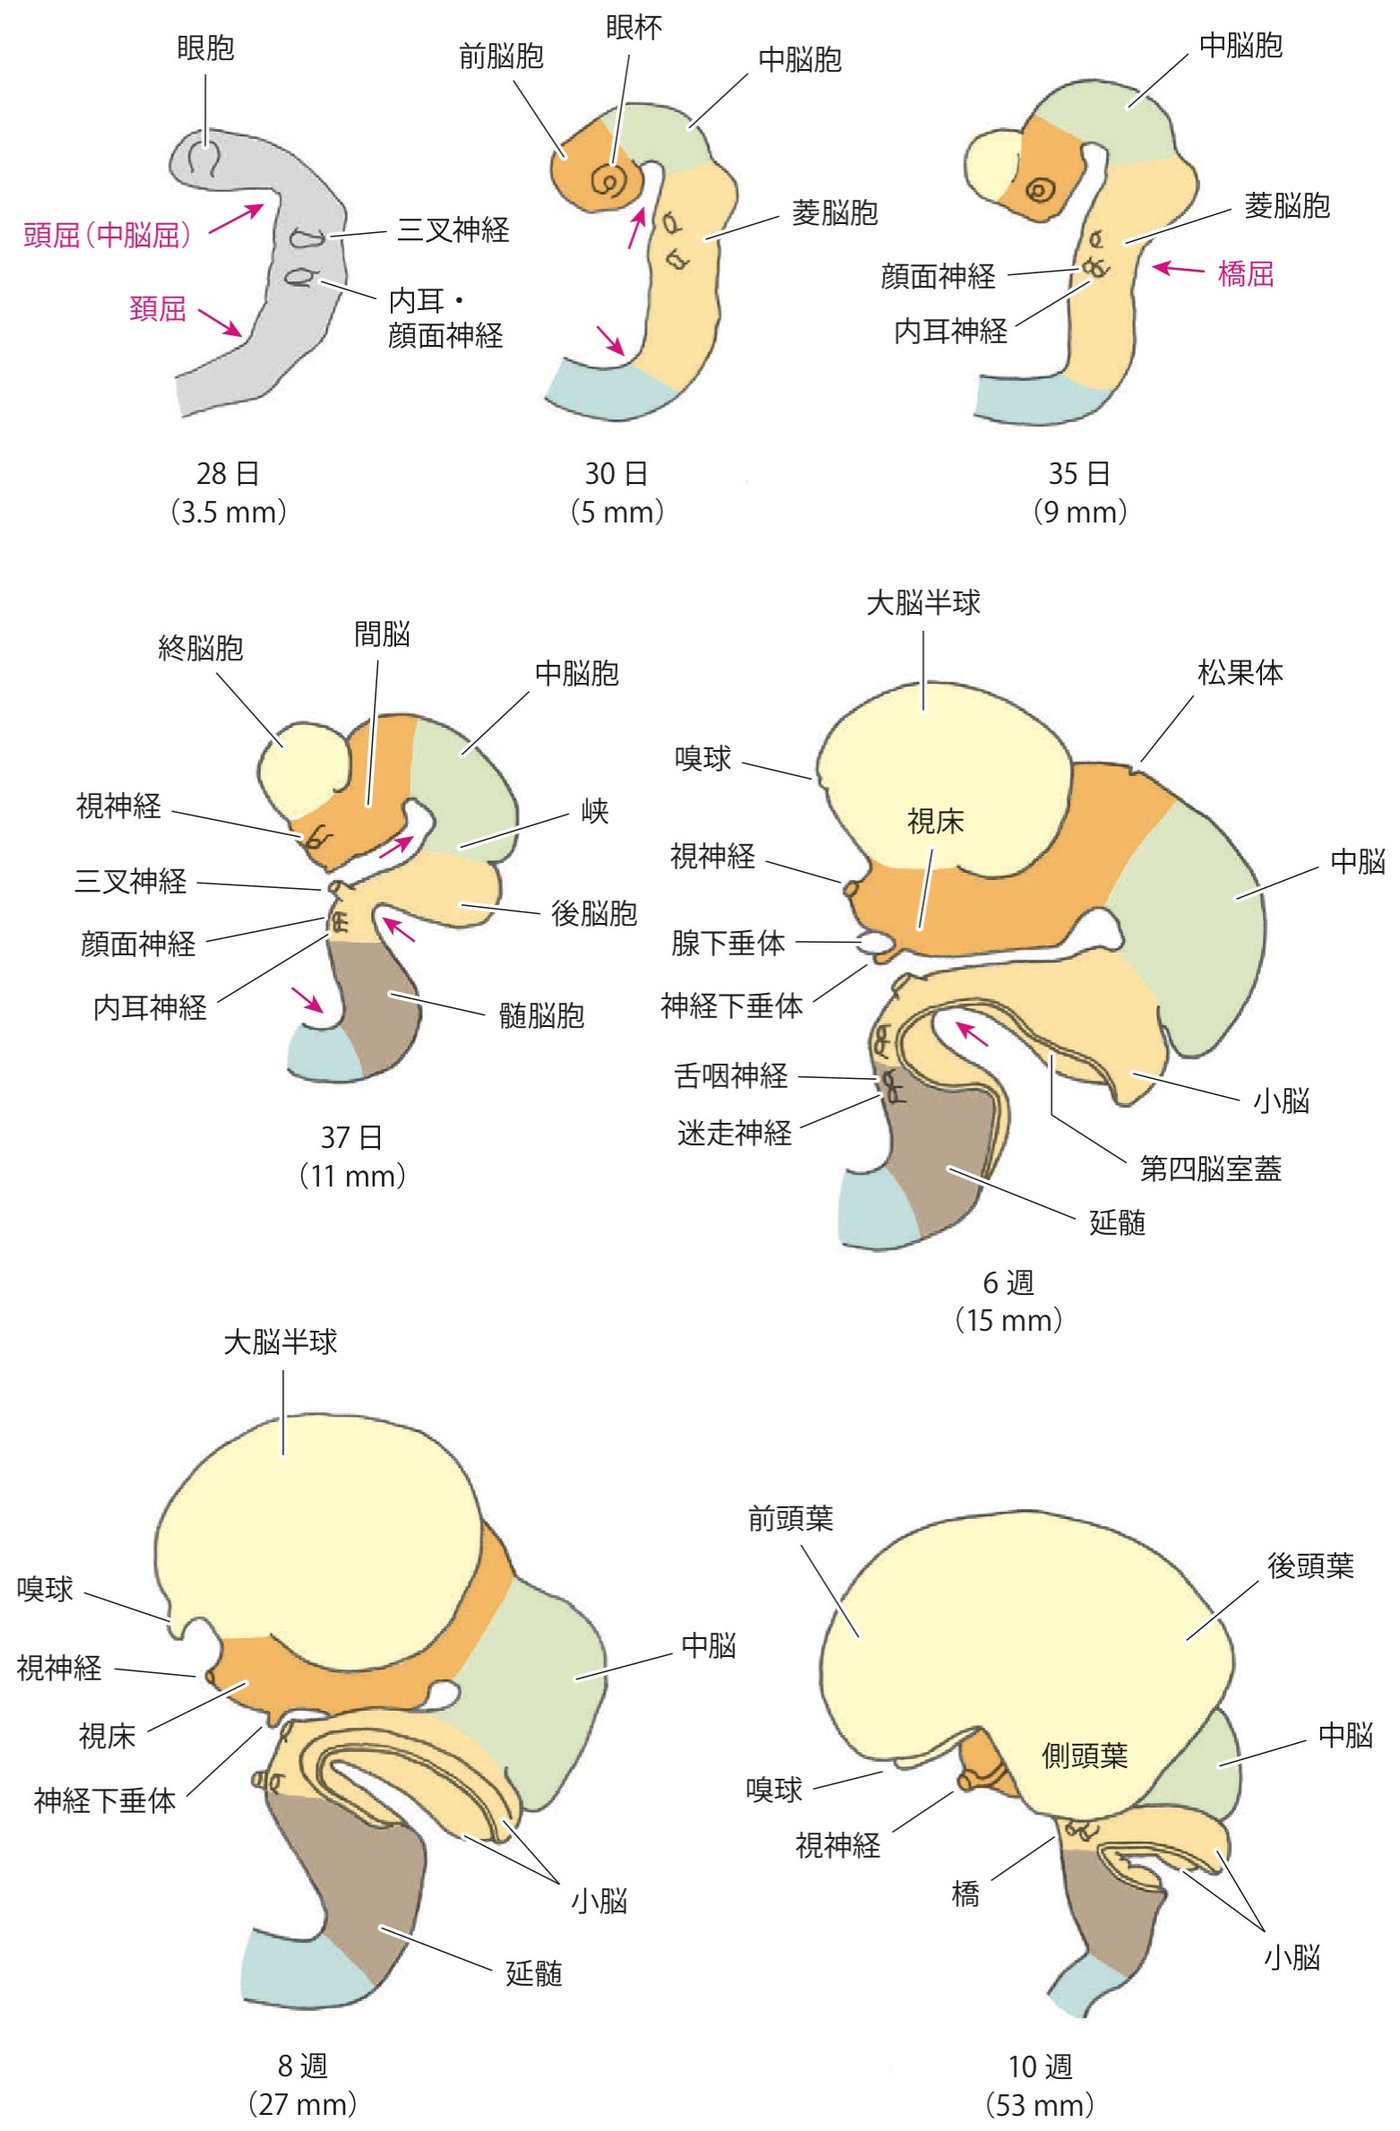 眼胞
頭屈(中脳屈)
頚屈
三叉神経
内耳・
顔面神経
28 日
(3.5 mm)
前脳胞
眼杯
中脳胞
菱脳胞
30 日
(5 mm)
中脳胞
菱脳胞
顔面神経
橋屈
内耳神経
35 日
(9 mm)
終脳胞
間脳
中脳胞
視神経
峡
三叉神経
後脳胞
顔面神経
内耳神経
髄脳胞
37 日
(11 mm)
大脳半球
松果体
嗅球
視床
視神経
中脳
腺下垂体
神経下垂体
舌咽神経
迷走神経
小脳
第四脳室蓋
延髄
6 週
(15 mm)
大脳半球
嗅球
中脳
視神経
視床
神経下垂体
小脳
延髄
8 週
(27 mm)
前頭葉
後頭葉
側頭葉
中脳
嗅球
視神経
橋
小脳
10 週
(53 mm)